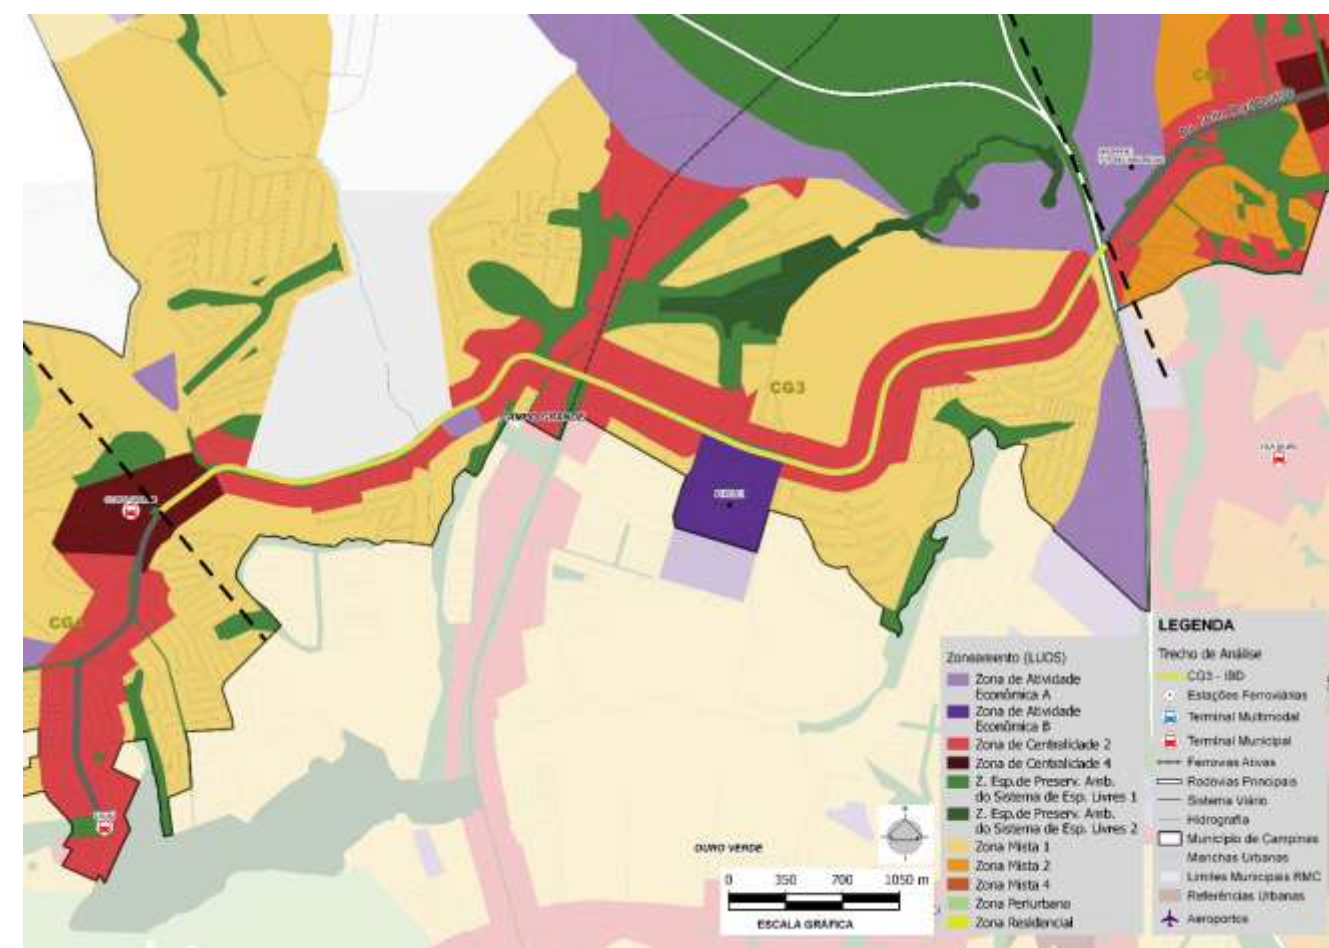 CG3
CAMPO GRANDE
OURO VERDE
0 350 700 1050 m
ESCALA GRÁFICA
Zoneamento (LUOS)
Zona de Atividade
Econômica A
Zona de Atividade
Econômica B
Zona de Centralidade 2
Zona de Centralidade 4
Z. Esp.de Preserv. Amb.
do Sistema de Esp. Livres 1
Z. Esp.de Preserv. Amb.
do Sistema de Esp. Livres 2
Zona Mista 1
Zona Mista 2
Zona Mista 4
Zona Periurbana
Zona Residencial
LEGENDA
Trecho de Análise
CG3 - IBD
Estações Ferroviárias
Terminal Multimodal
Terminal Municipal
Ferrovias Ativas
Rodovias Principais
Sistema Viário
Hidrografia
Município de Campinas
Manchas Urbanas
Limites Municipais RMC
Referências Urbanas
Aeroportos